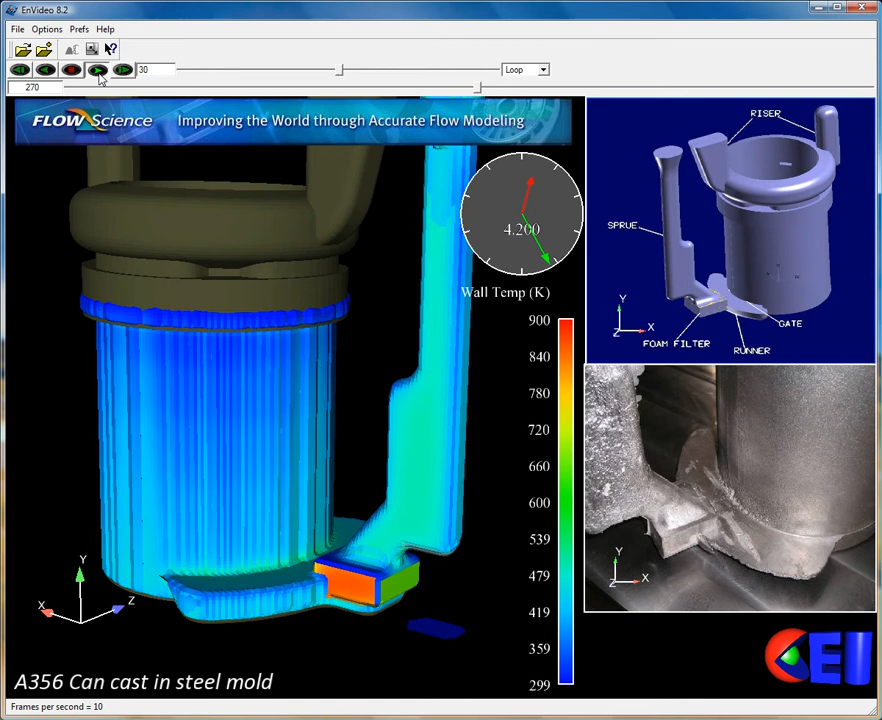 EnVideo 8.2
File Options Prefs Help
30
Loop
270
FLOW Science Improving the World through Accurate Flow Modeling
4.200
Wall Temp (K)
900
840
780
720
660
600
539
479
419
359
299
Y
X
Z
RISER
SPRUE
Y
X
Z
GATE
FOAM FILTER
RUNNER
Y
X
Z
CEI
A356 Can cast in steel mold
Frames per second = 10